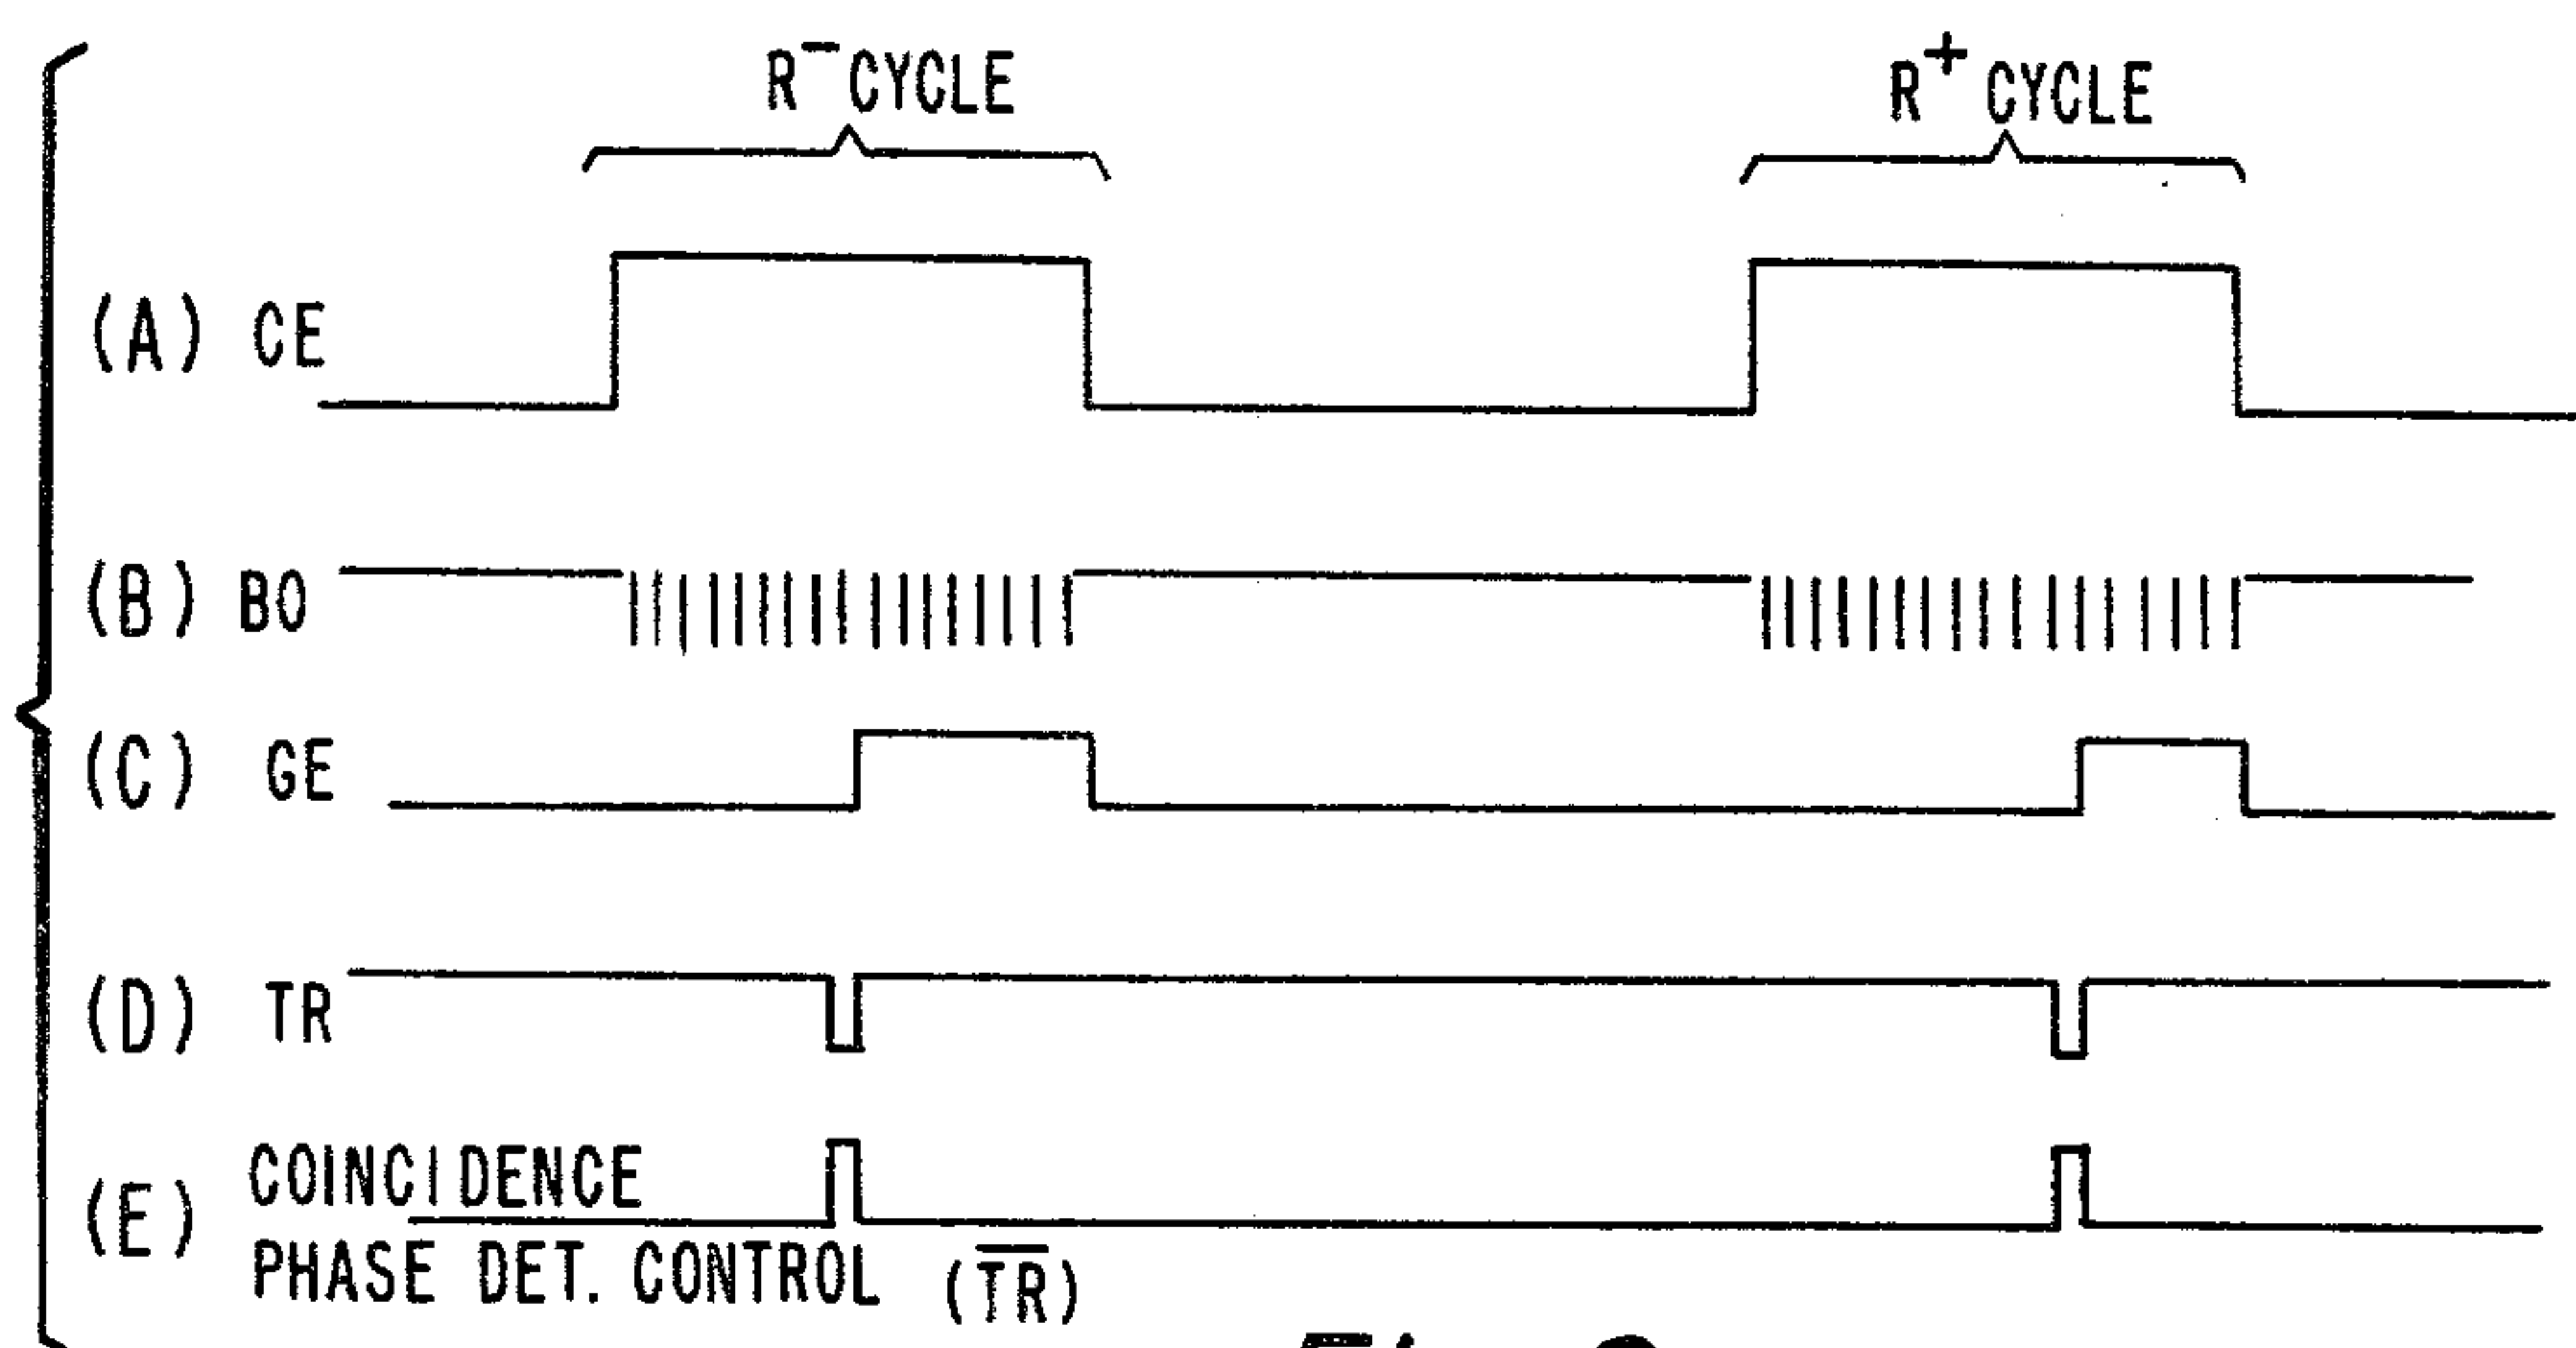 R⁻ CYCLE
R⁺ CYCLE
(A) CE
(B) BO
(C) GE
(D) TR
(E) COINCIDENCE
PHASE DET. CONTROL (T̅R̅)